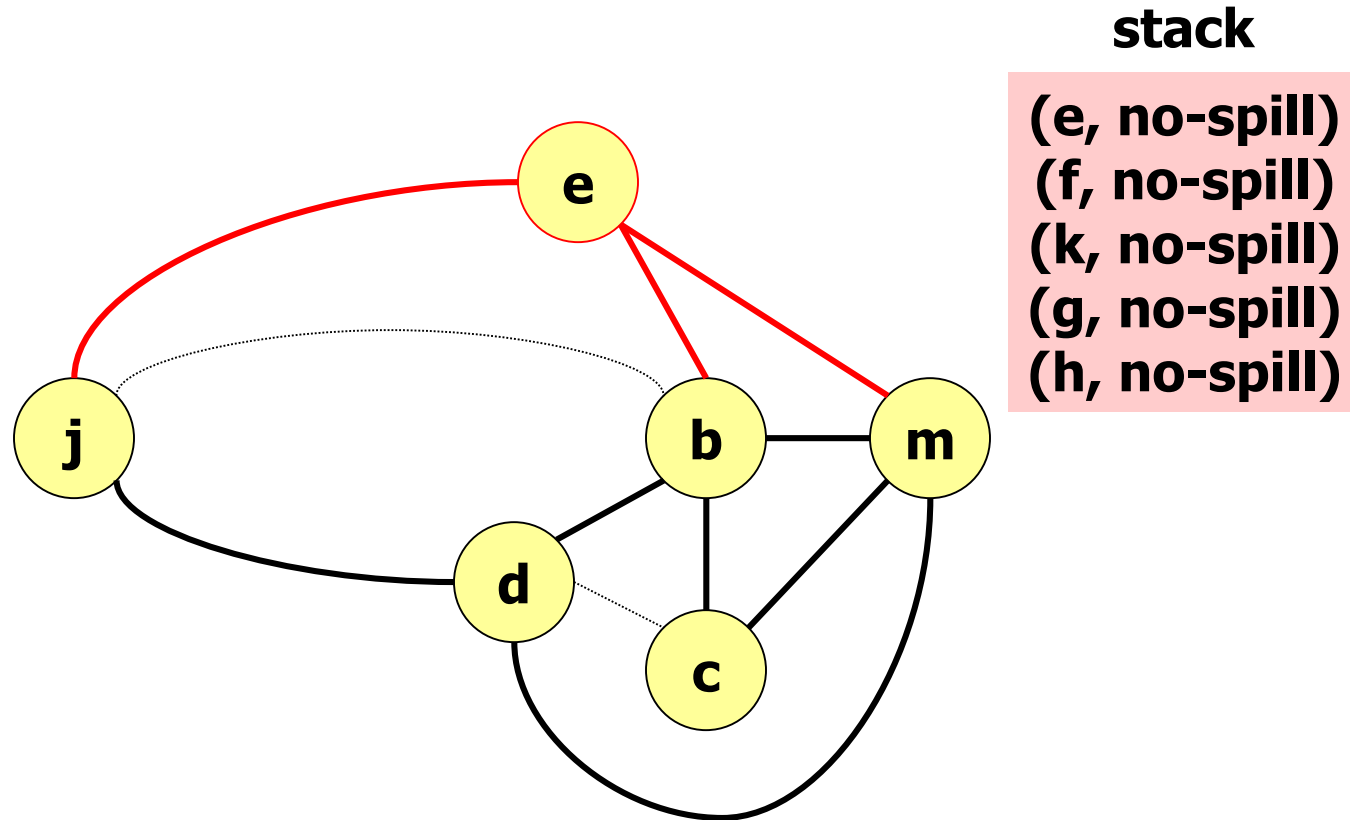 stack
(e, no-spill)
(f, no-spill)
(k, no-spill)
(g, no-spill)
(h, no-spill)
e
j
b
m
d
c